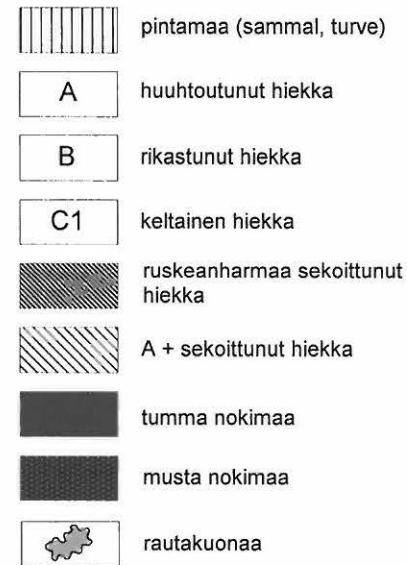 pintamaa (sammal, turve)
A huuhtoutunut hiekka
B rikastunut hiekka
C1 keltainen hiekka
ruskeanharmaa sekoittunut
hiekka
A + sekoittunut hiekka
tumma nokimaa
musta nokimaa
rautakuonaa